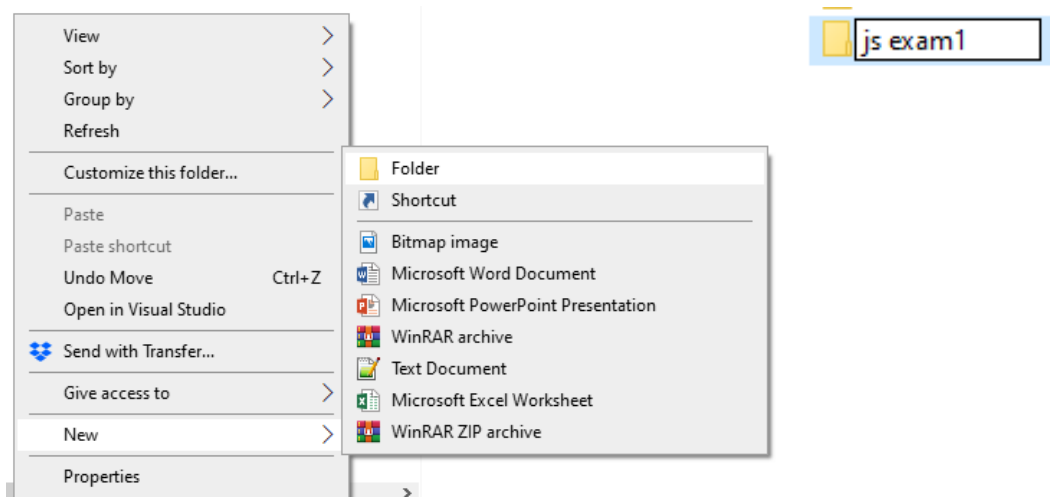 View
Sort by
Group by
Refresh
Customize this folder...
Paste
Paste shortcut
Undo Move Ctrl+Z
Open in Visual Studio
Send with Transfer...
Give access to
New
Properties
Folder
Shortcut
Bitmap image
Microsoft Word Document
Microsoft PowerPoint Presentation
WinRAR archive
Text Document
Microsoft Excel Worksheet
WinRAR ZIP archive
js exam1